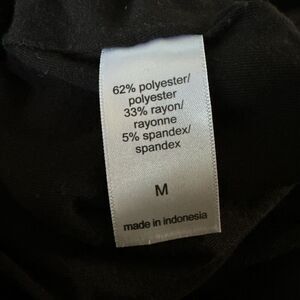 62% polyester/
polyester
33% rayon/
rayonne
5% spandex/
spandex
M
made in indonesia